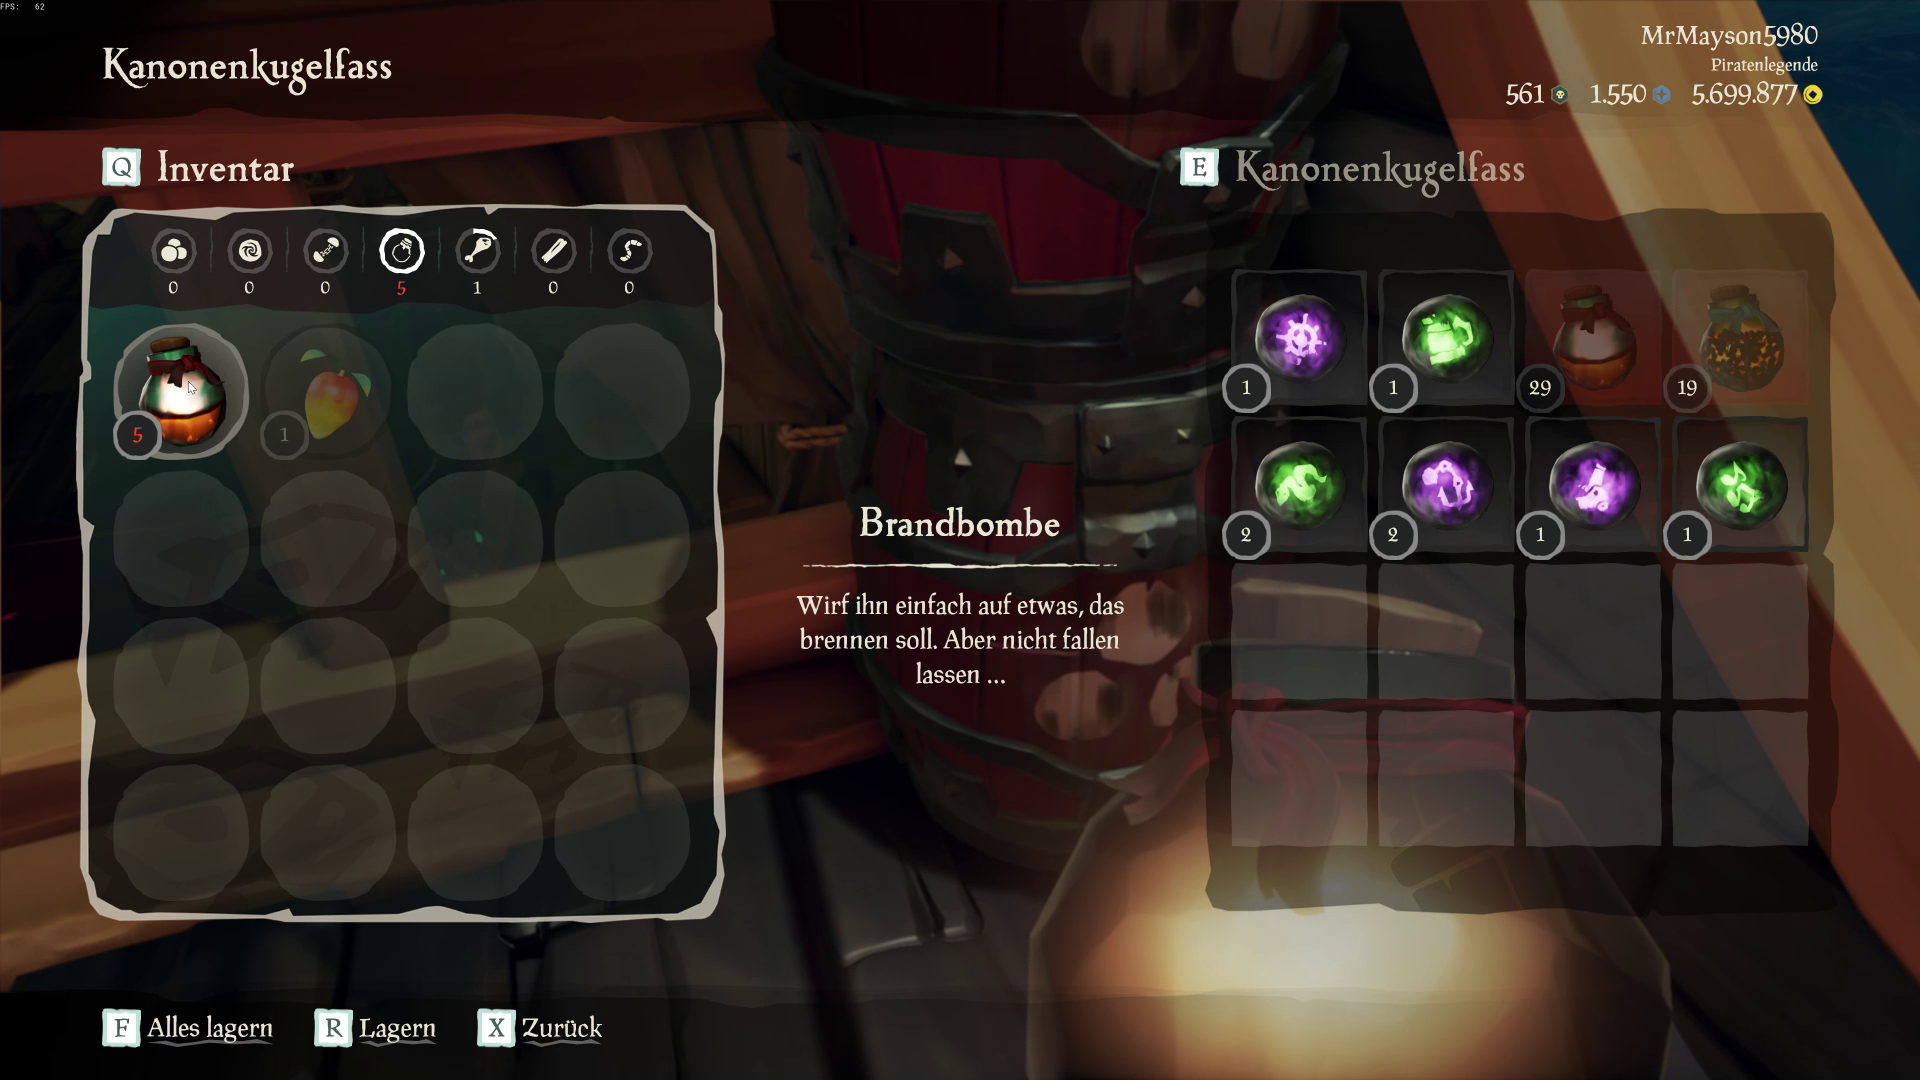 FPS: 62
Kanonenkugelfass
MrMayson5980
Piratenlegende
561 1.550 5.699.877
Q Inventar
E Kanonenkugelfass
0 0 0 5 1 0 0
5 1
1 1 29 19
2 2 1 1
Brandbombe
Wirf ihn einfach auf etwas, das
brennen soll. Aber nicht fallen
lassen ...
F Alles lagern R Lagern X Zurück